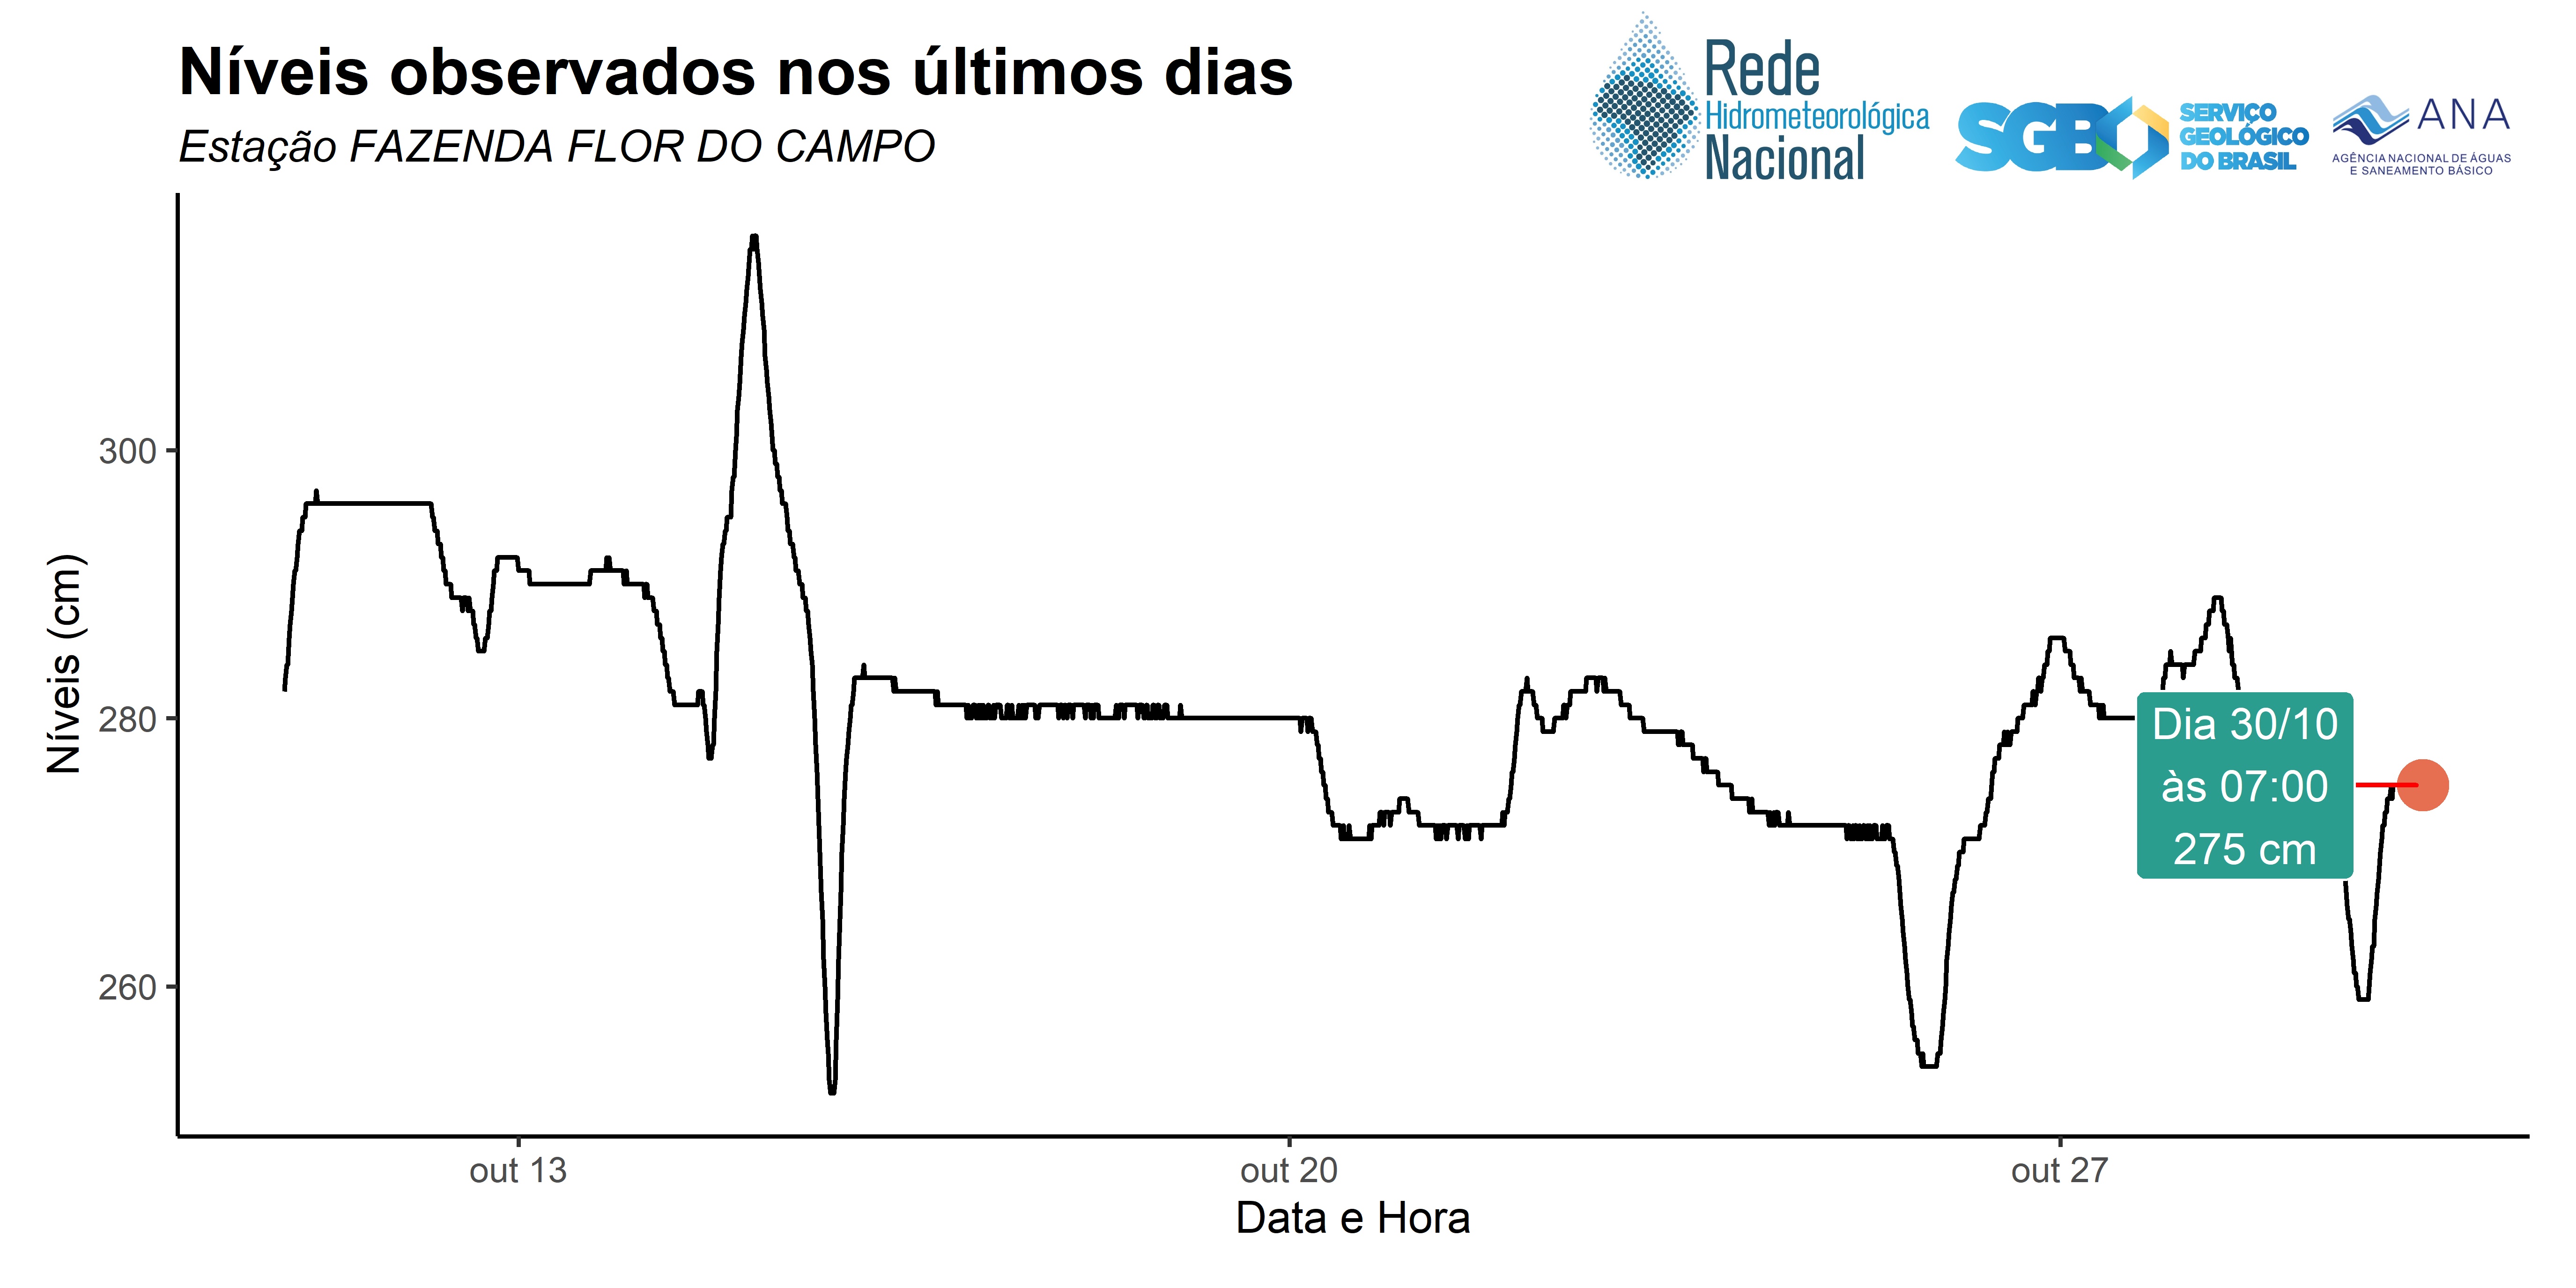 Níveis observados nos últimos dias
Estação FAZENDA FLOR DO CAMPO
Rede
Hidrometeorológica
Nacional
SGB
SERVIÇO
GEOLÓGICO
DO BRASIL
ANA
AGÊNCIA NACIONAL DE ÁGUAS
E SANEAMENTO BÁSICO
Níveis (cm)
300
280
260
Dia 30/10
às 07:00
275 cm
out 13
out 20
out 27
Data e Hora